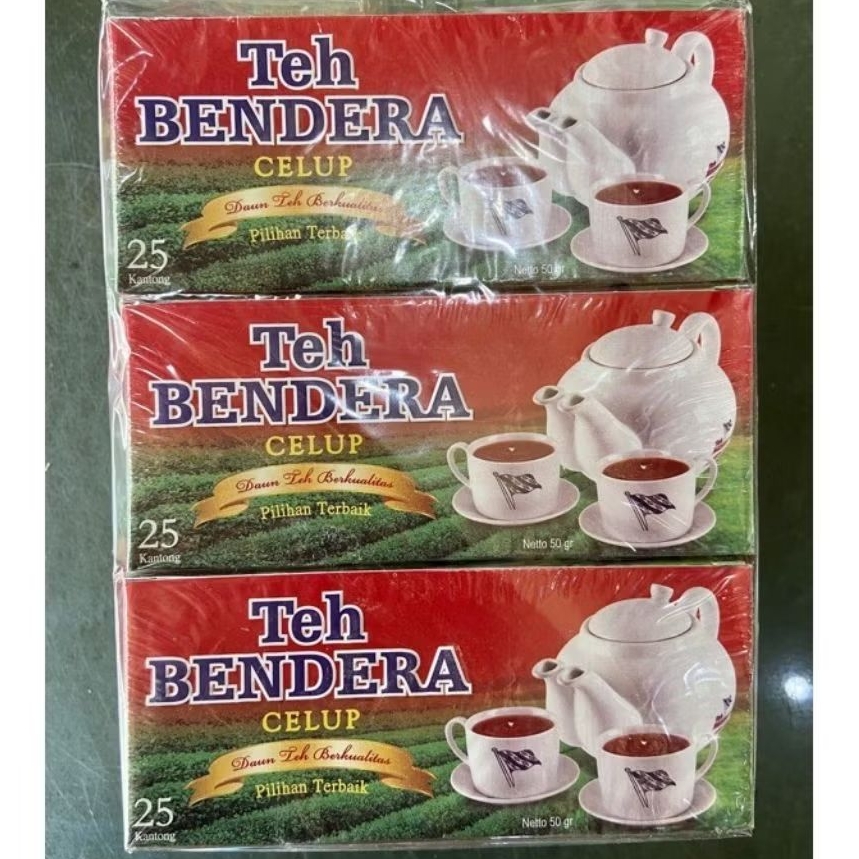 Teh
BENDERA
CELUP
Daun Teh Berkualitas
Pilihan Terbaik
25
Kantong
Netto 50 gr
Teh
BENDERA
CELUP
Daun Teh Berkualitas
Pilihan Terbaik
25
Kantong
Netto 50 gr
Teh
BENDERA
CELUP
Daun Teh Berkualitas
Pilihan Terbaik
25
Kantong
Netto 50 gr